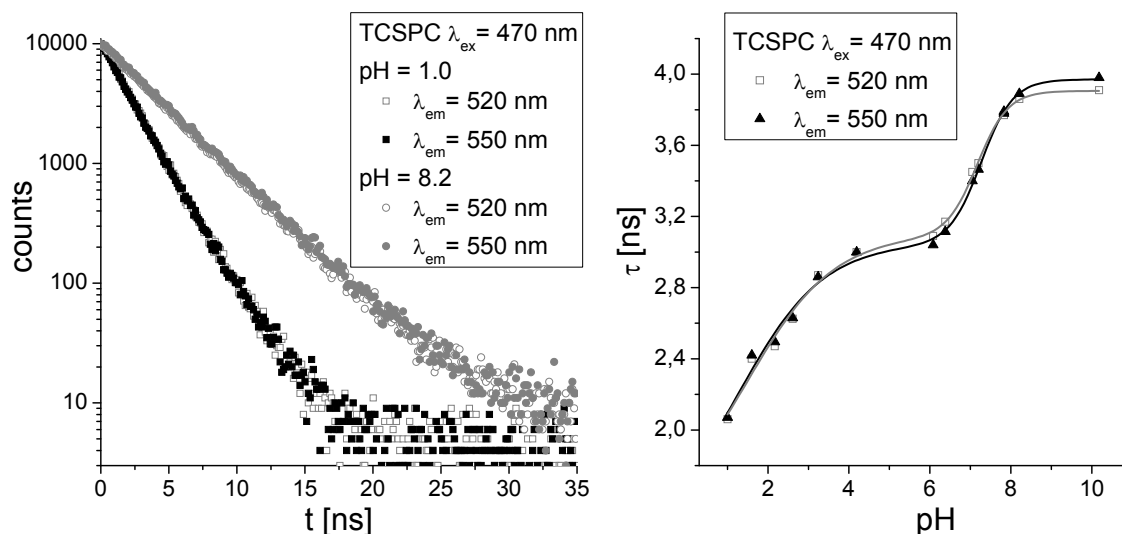 TCSPC λex = 470 nm
pH = 1.0
λem= 520 nm
λem= 550 nm
pH = 8.2
λem= 520 nm
λem= 550 nm
10000
1000
100
10
counts
0 5 10 15 20 25 30 35
t [ns]
TCSPC λex = 470 nm
λem= 520 nm
λem= 550 nm
4,0
3,6
3,2
2,8
2,4
2,0
τ [ns]
2 4 6 8 10
pH